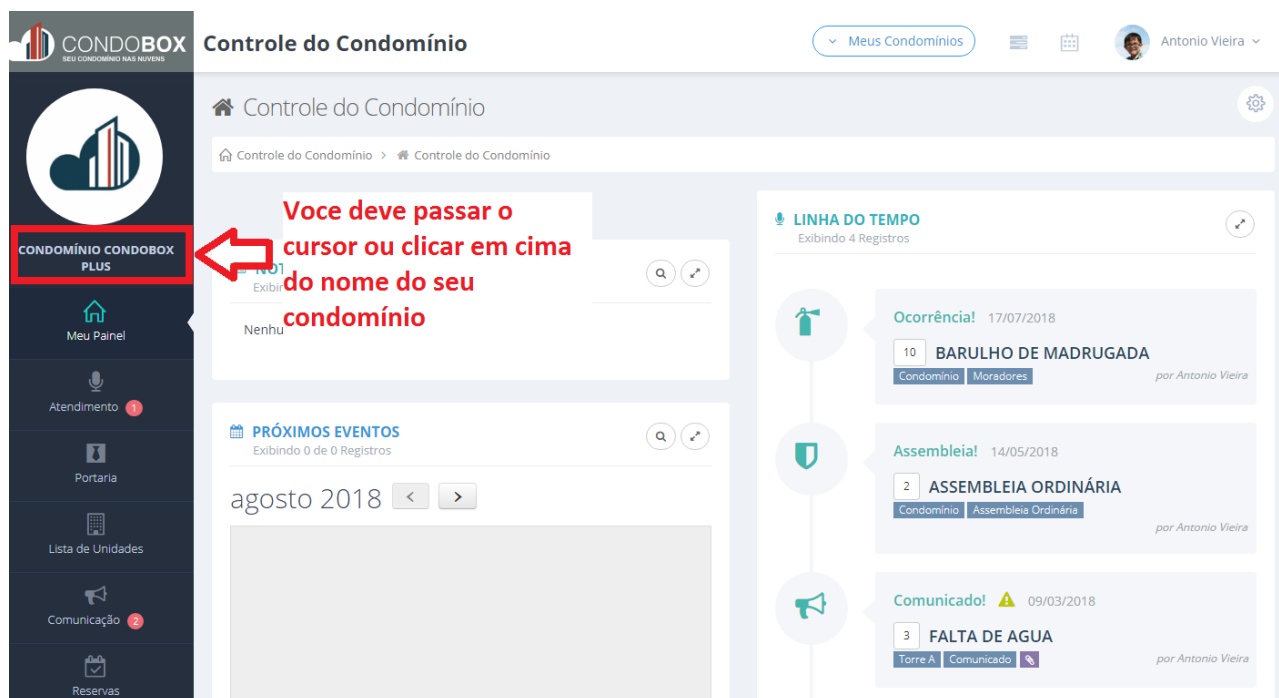 CONDOBOX
SEU CONDOMÍNIO NAS NUVENS
Controle do Condomínio
Meus Condomínios
Antonio Vieira
Controle do Condomínio
Controle do Condomínio > Controle do Condomínio
CONDOMÍNIO CONDOBOX
PLUS
Meu Painel
Atendimento 1
Portaria
Lista de Unidades
Comunicação 2
Reservas
Voce deve passar o
cursor ou clicar em cima
do nome do seu
condomínio
Nenhu
PRÓXIMOS EVENTOS
Exibindo 0 de 0 Registros
agosto 2018 < >
LINHA DO TEMPO
Exibindo 4 Registros
Ocorrência! 17/07/2018
10 BARULHO DE MADRUGADA
Condomínio Moradores
por Antonio Vieira
Assembleia! 14/05/2018
2 ASSEMBLEIA ORDINÁRIA
Condomínio Assembleia Ordinária
por Antonio Vieira
Comunicado! 09/03/2018
3 FALTA DE AGUA
Torre A Comunicado
por Antonio Vieira